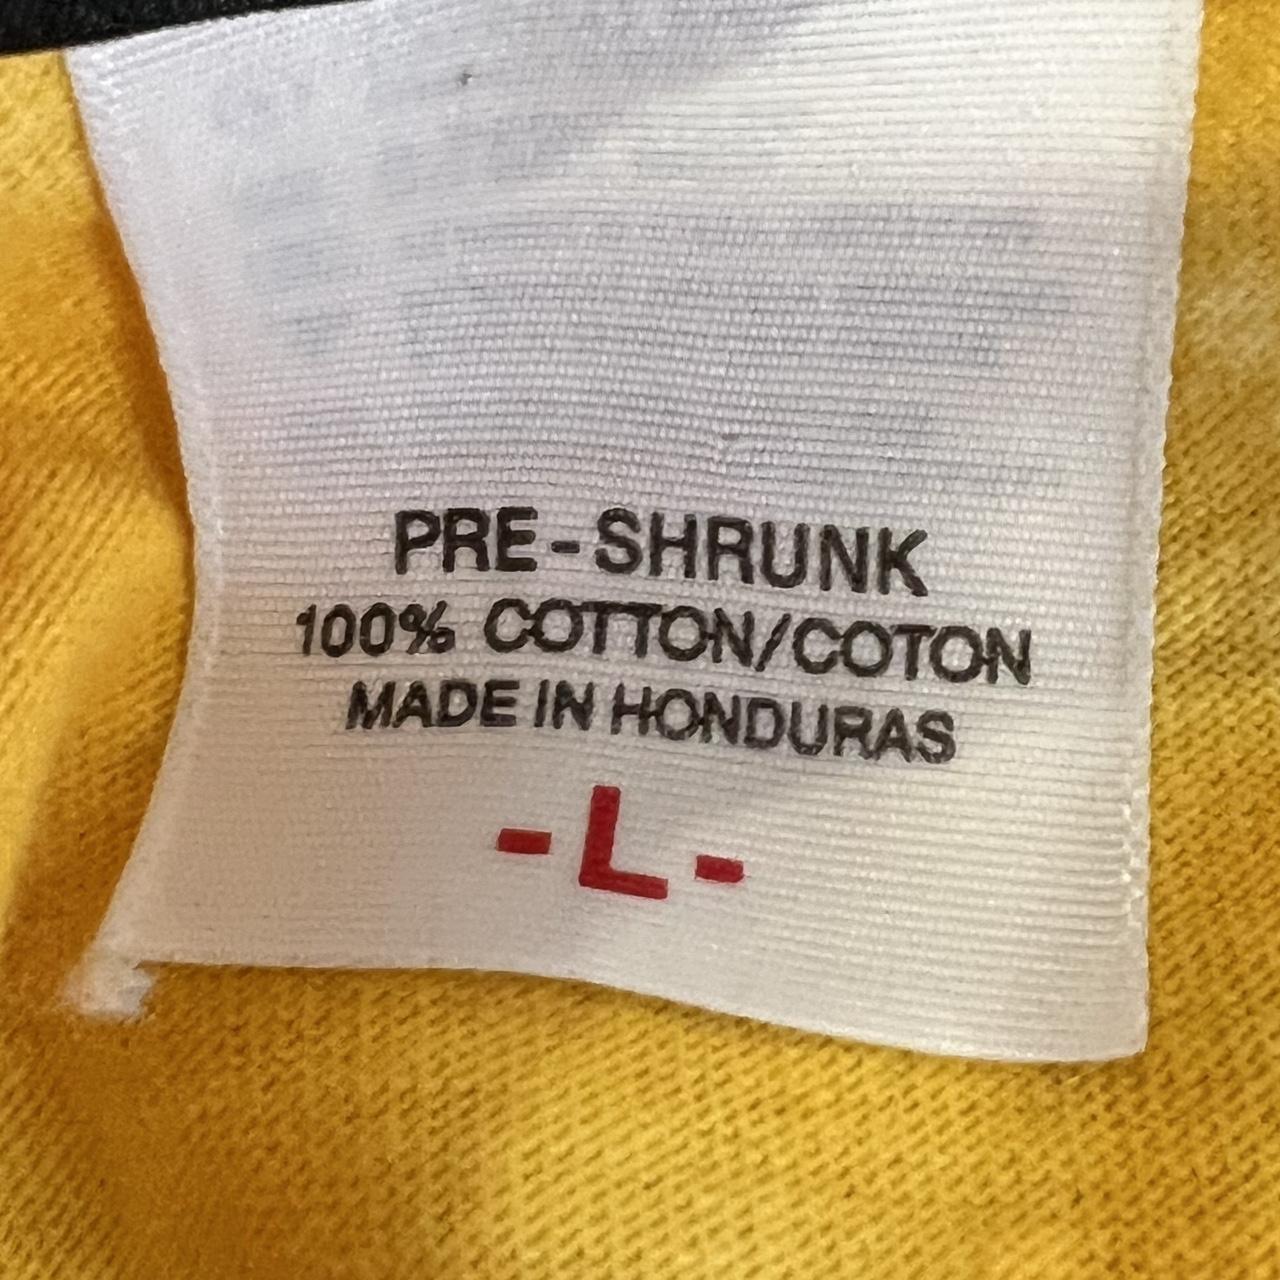 PRE-SHRUNK
100% COTTON/COTON
MADE IN HONDURAS
-L-